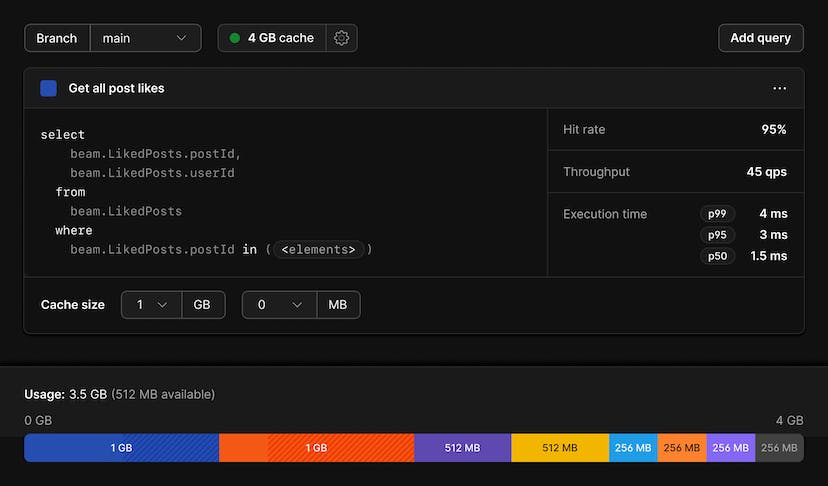 Branch main 4 GB cache Add query
Get all post likes ...
select
beam.LikedPosts.postId,
beam.LikedPosts.userId
from
beam.LikedPosts
where
beam.LikedPosts.postId in ( <elements> )
Hit rate 95%
Throughput 45 qps
Execution time p99 4 ms
p95 3 ms
p50 1.5 ms
Cache size 1 GB 0 MB
Usage: 3.5 GB (512 MB available)
0 GB 4 GB
1 GB 1 GB 512 MB 512 MB 256 MB 256 MB 256 MB 256 MB